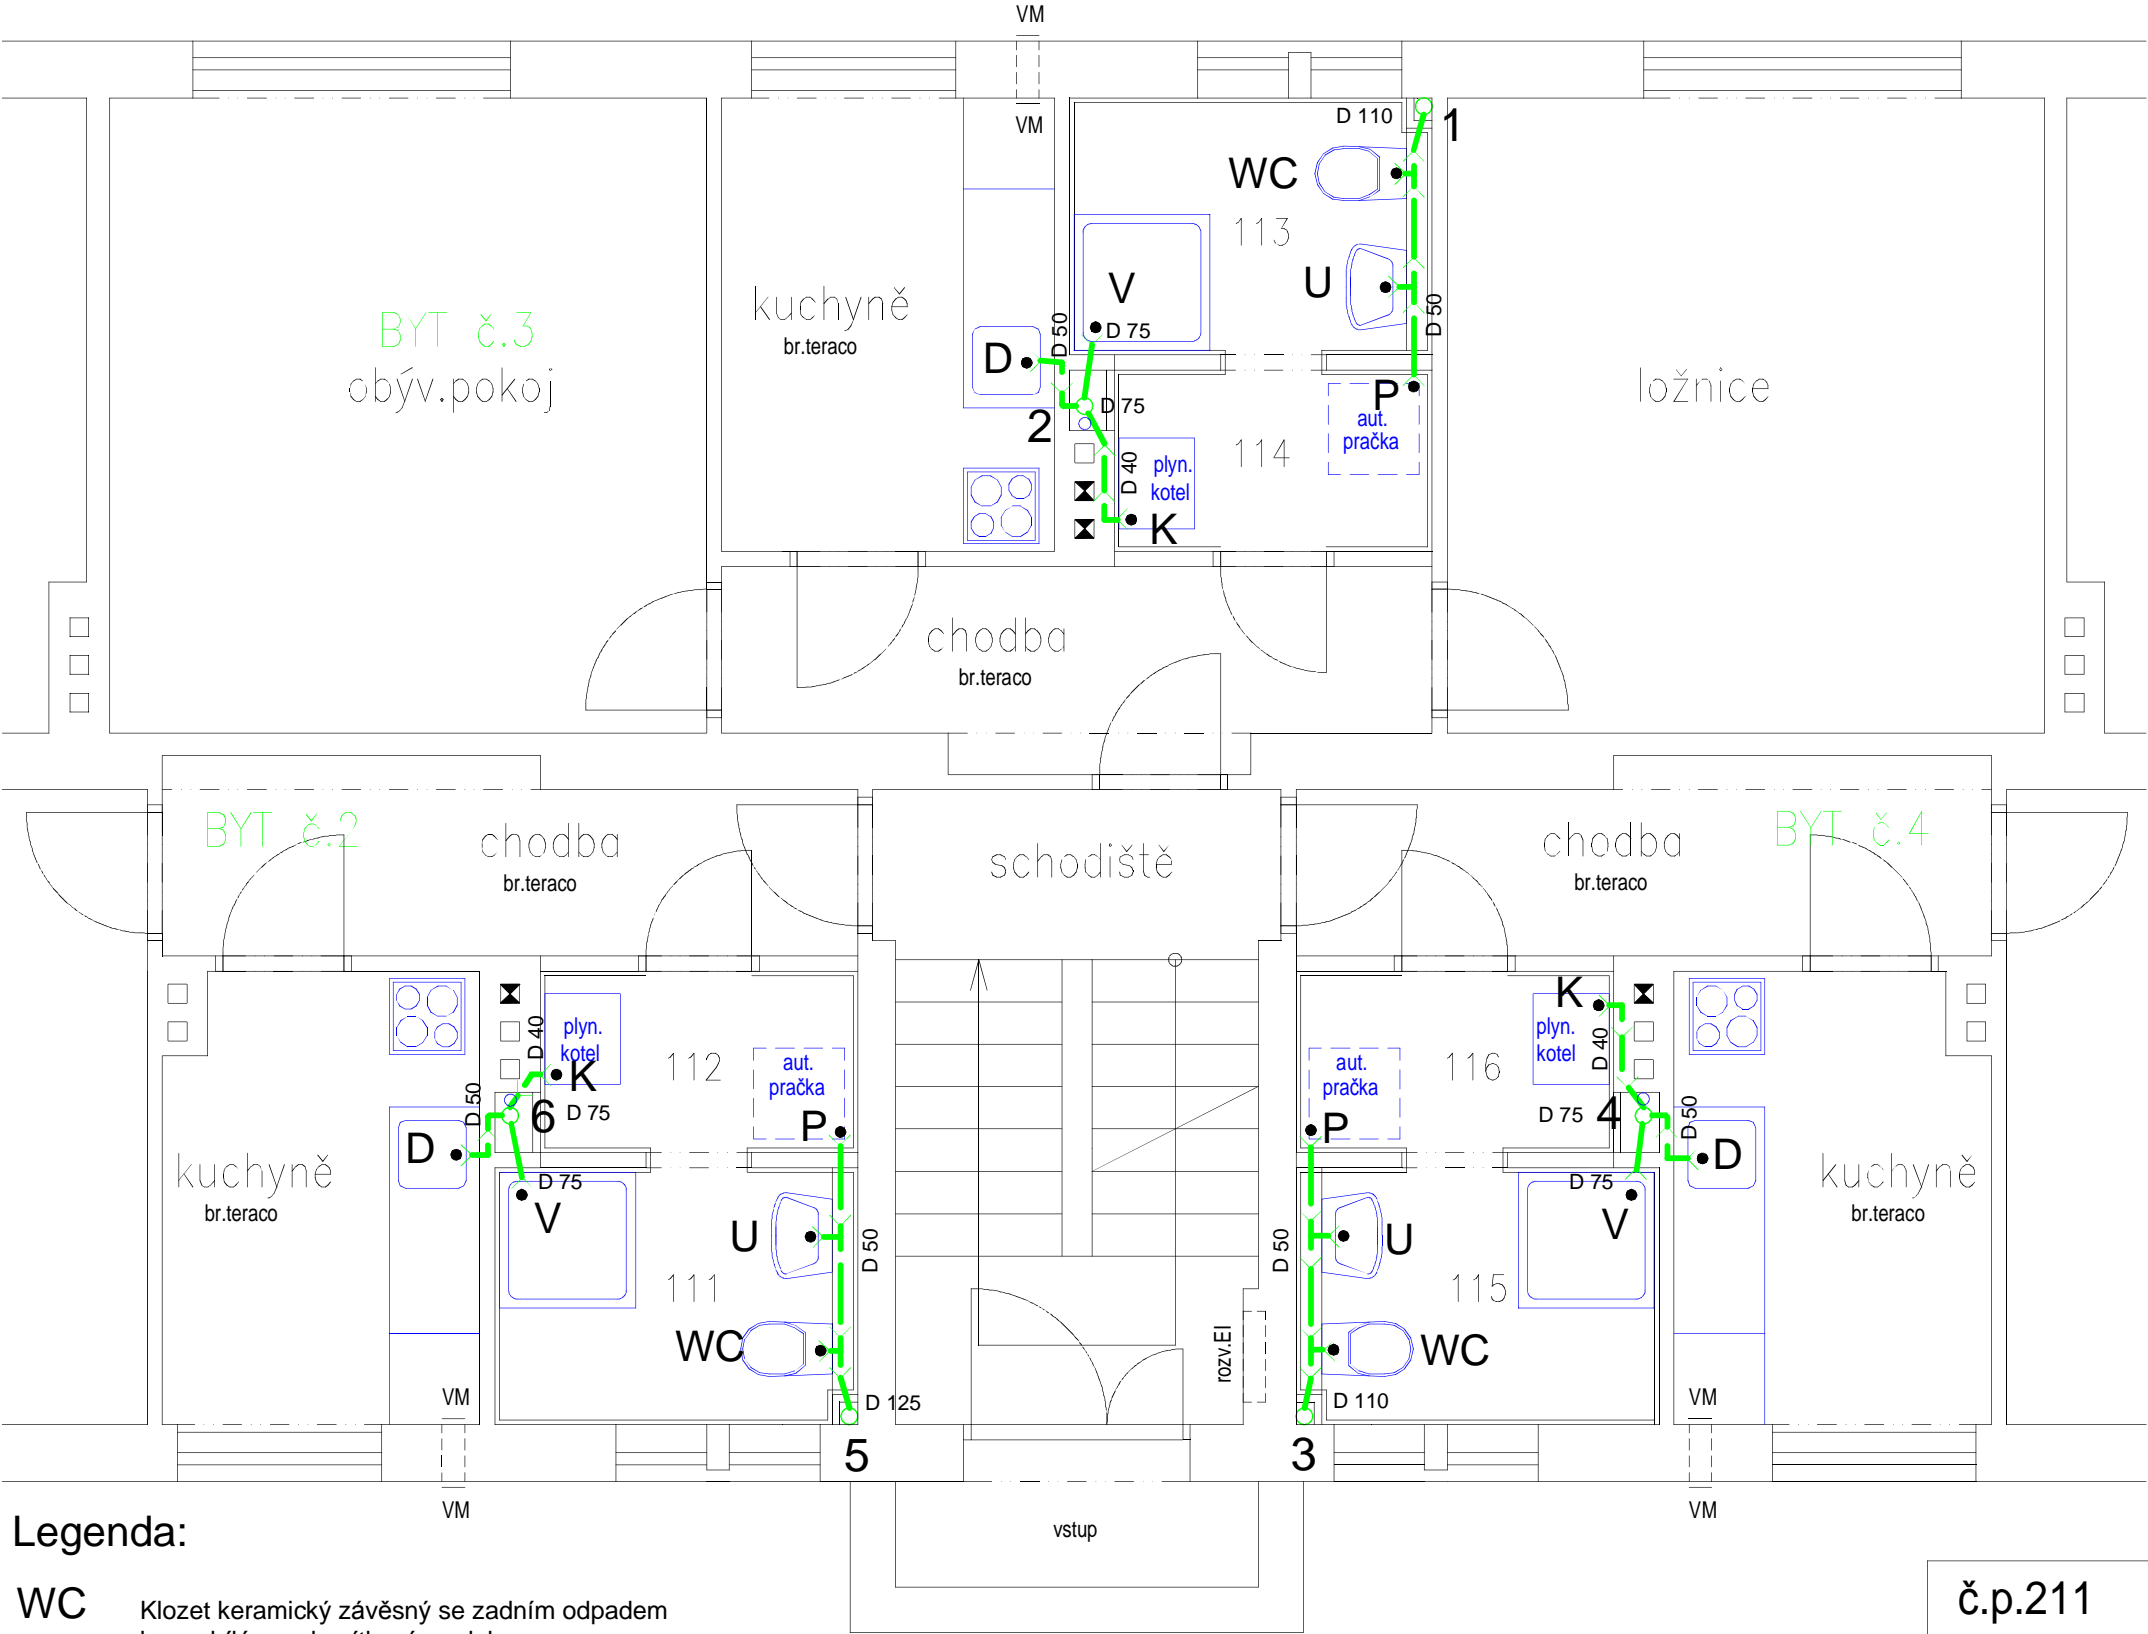 VM
VM
D 110
1
WC
113
V
U
kuchyně
br.teraco
D 50
D 75
D 50
BYT č.3
obýv.pokoj
D
P
ložnice
2
D 75
aut.
pračka
114
D 40
plyn.
kotel
K
chodba
br.teraco
BYT č.2
chodba
br.teraco
schodiště
chodba
br.teraco
BYT č.4
D 40
plyn.
kotel
K
112
aut.
pračka
aut.
pračka
116
K
plyn.
kotel
D 40
D 50
6
D 75
P
P
D 75
4
D 50
D
D
kuchyně
br.teraco
D 75
V
U
D 50
D 50
U
D 75
V
kuchyně
br.teraco
111
115
WC
rozv.El
WC
VM
D 125
D 110
VM
5
3
VM
VM
vstup
Legenda:
WC Klozet keramický závěsný se zadním odpadem
č.p.211